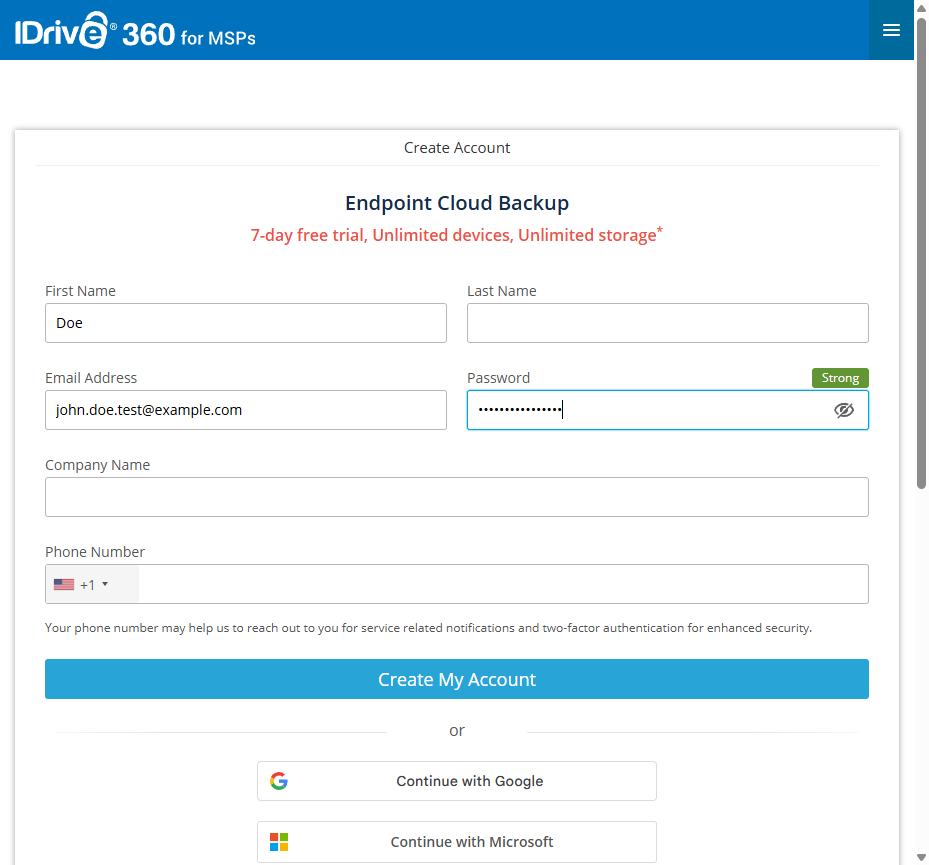 IDrive® 360 for MSPs
Create Account
Endpoint Cloud Backup
7-day free trial, Unlimited devices, Unlimited storage*
First Name
Last Name
Doe
Email Address
Password
Strong
john.doe.test@example.com
••••••••••••••••
Company Name
Phone Number
+1
Your phone number may help us to reach out to you for service related notifications and two-factor authentication for enhanced security.
Create My Account
or
Continue with Google
Continue with Microsoft